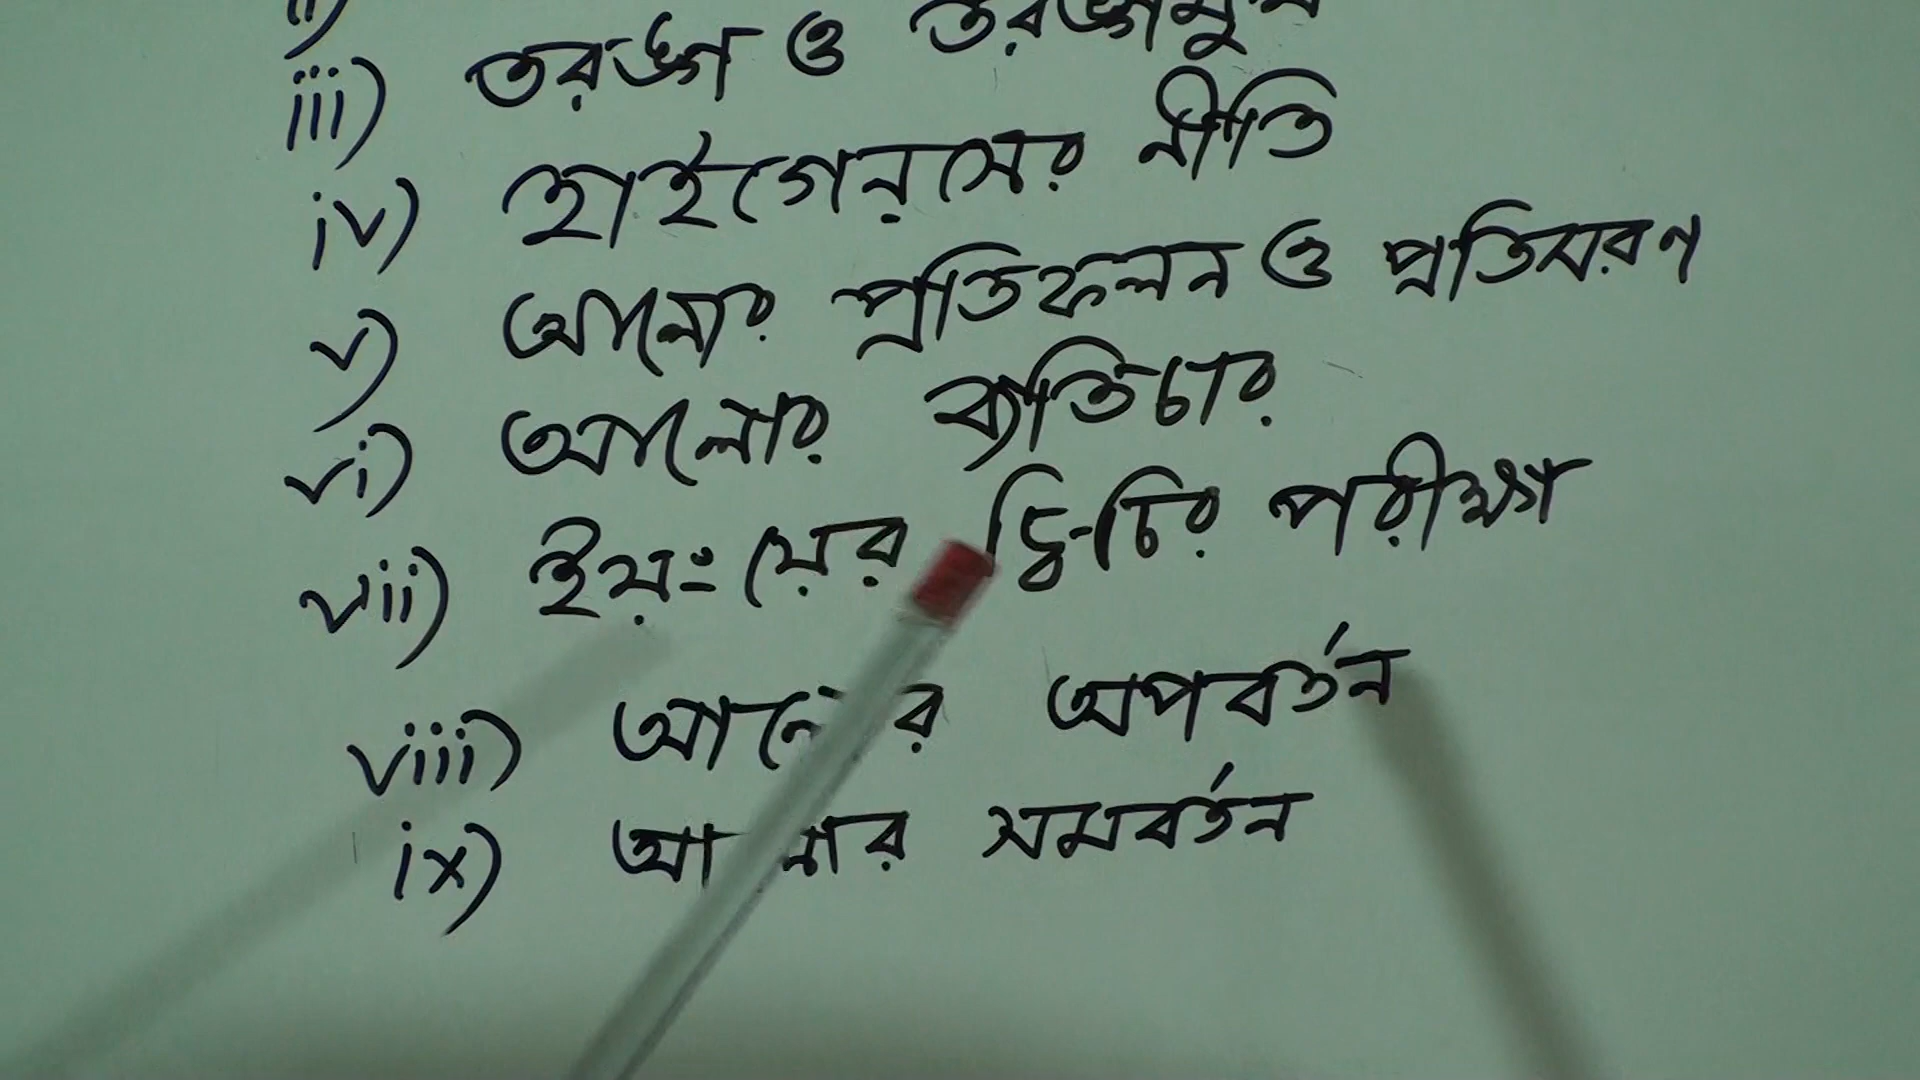 ii)
iii) তরঙ্গ ও তরঙ্গমুখ
iv) হাইগেনসের নীতি
v) আলোর প্রতিফলন ও প্রতিসরণ
vi) আলোর ব্যতিচার
vii) ইয়ং য়ের দ্বি-চির পরীক্ষা
viii) আলোর অপবর্তন
ix) আলোর সমবর্তন